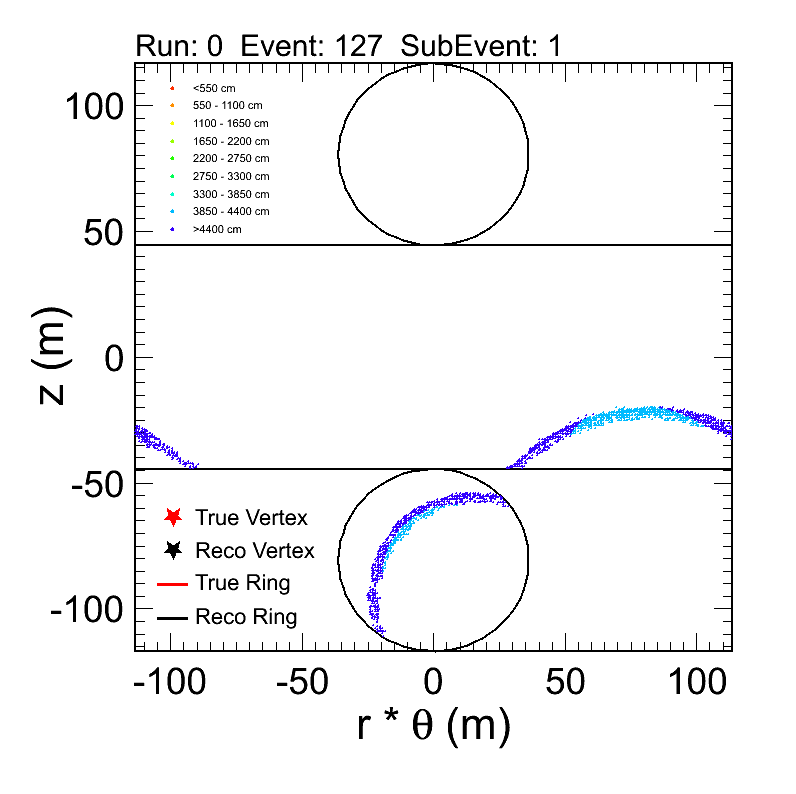 Run: 0 Event: 127 SubEvent: 1
<550 cm
550 - 1100 cm
1100 - 1650 cm
1650 - 2200 cm
2200 - 2750 cm
2750 - 3300 cm
3300 - 3850 cm
3850 - 4400 cm
>4400 cm
100
50
0
-50
-100
z (m)
True Vertex
Reco Vertex
True Ring
Reco Ring
-100 -50 0 50 100
r * θ (m)